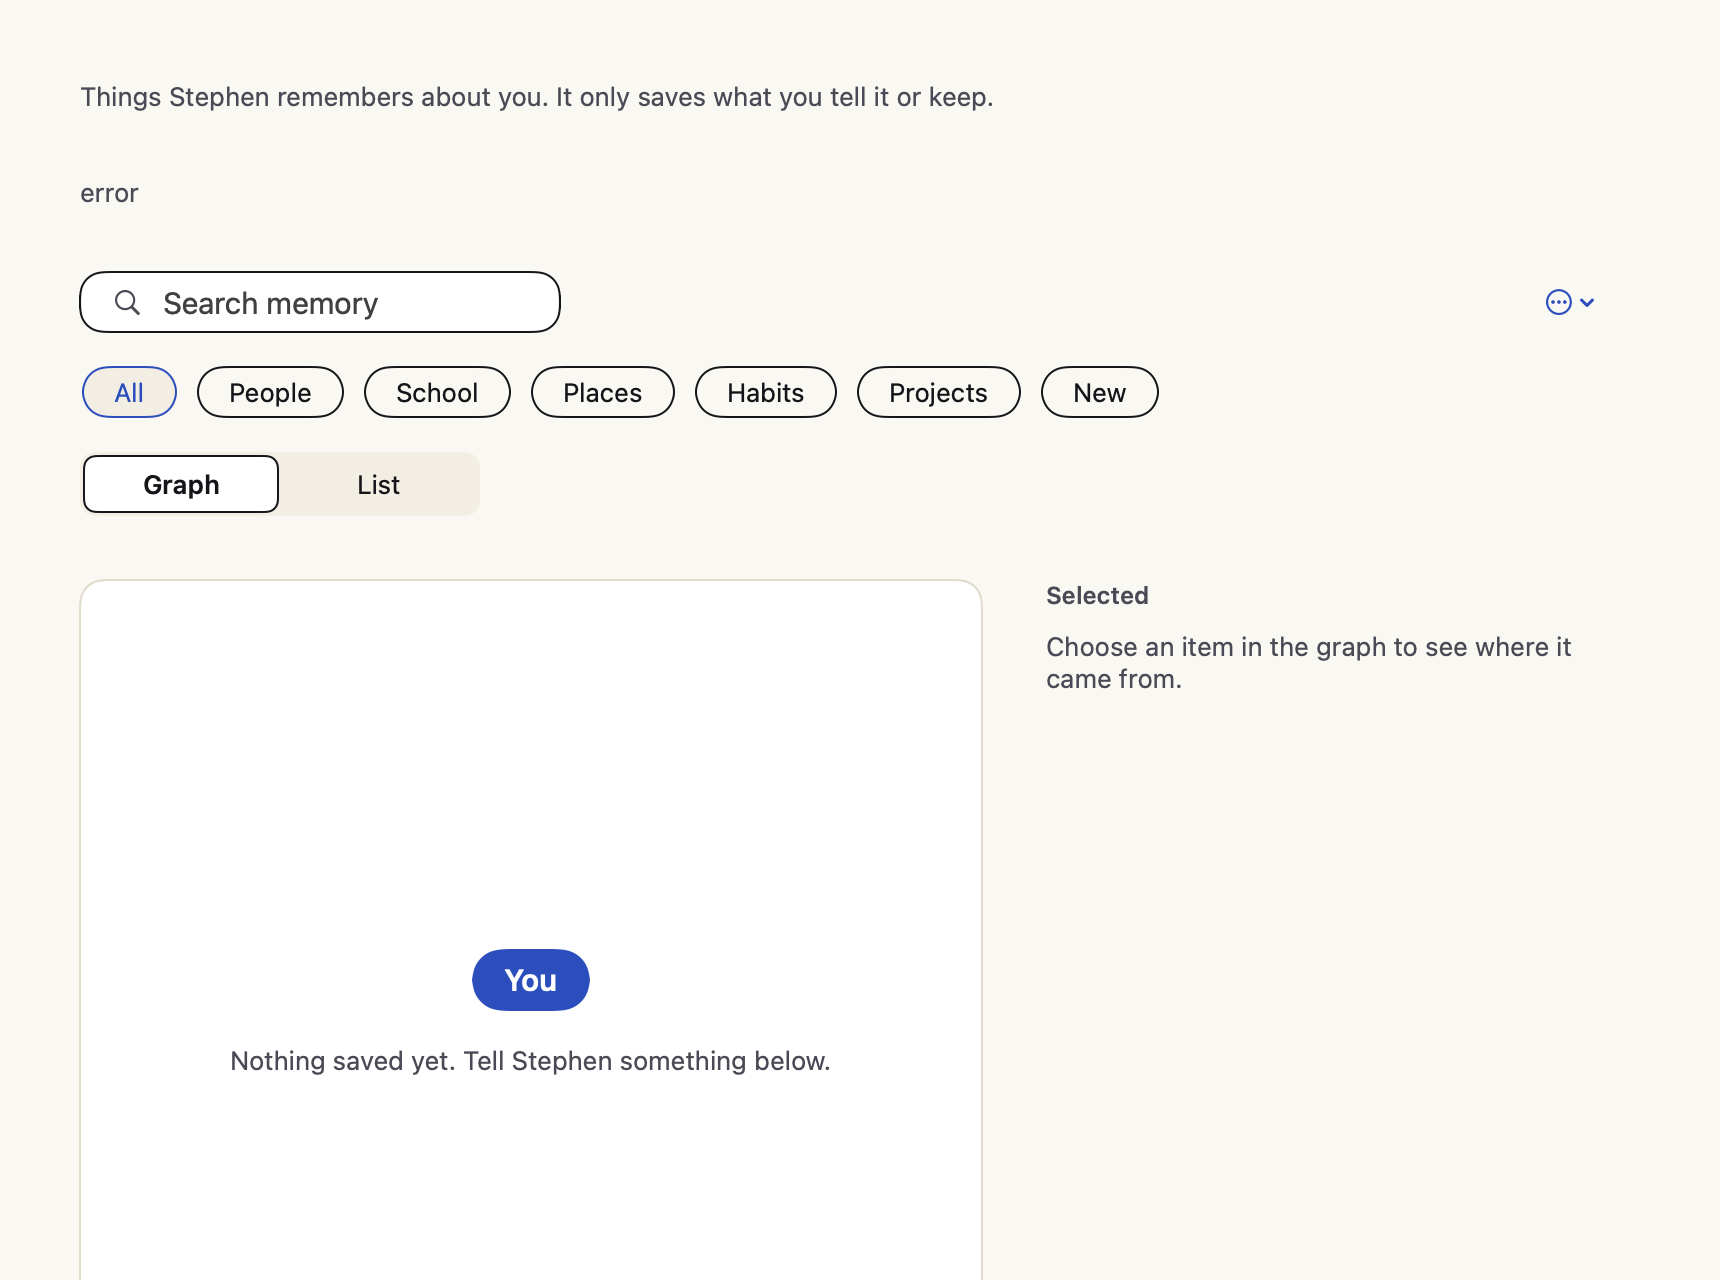 Things Stephen remembers about you. It only saves what you tell it or keep.
error
Search memory
All People School Places Habits Projects New
Graph List
Selected
Choose an item in the graph to see where it
came from.
You
Nothing saved yet. Tell Stephen something below.